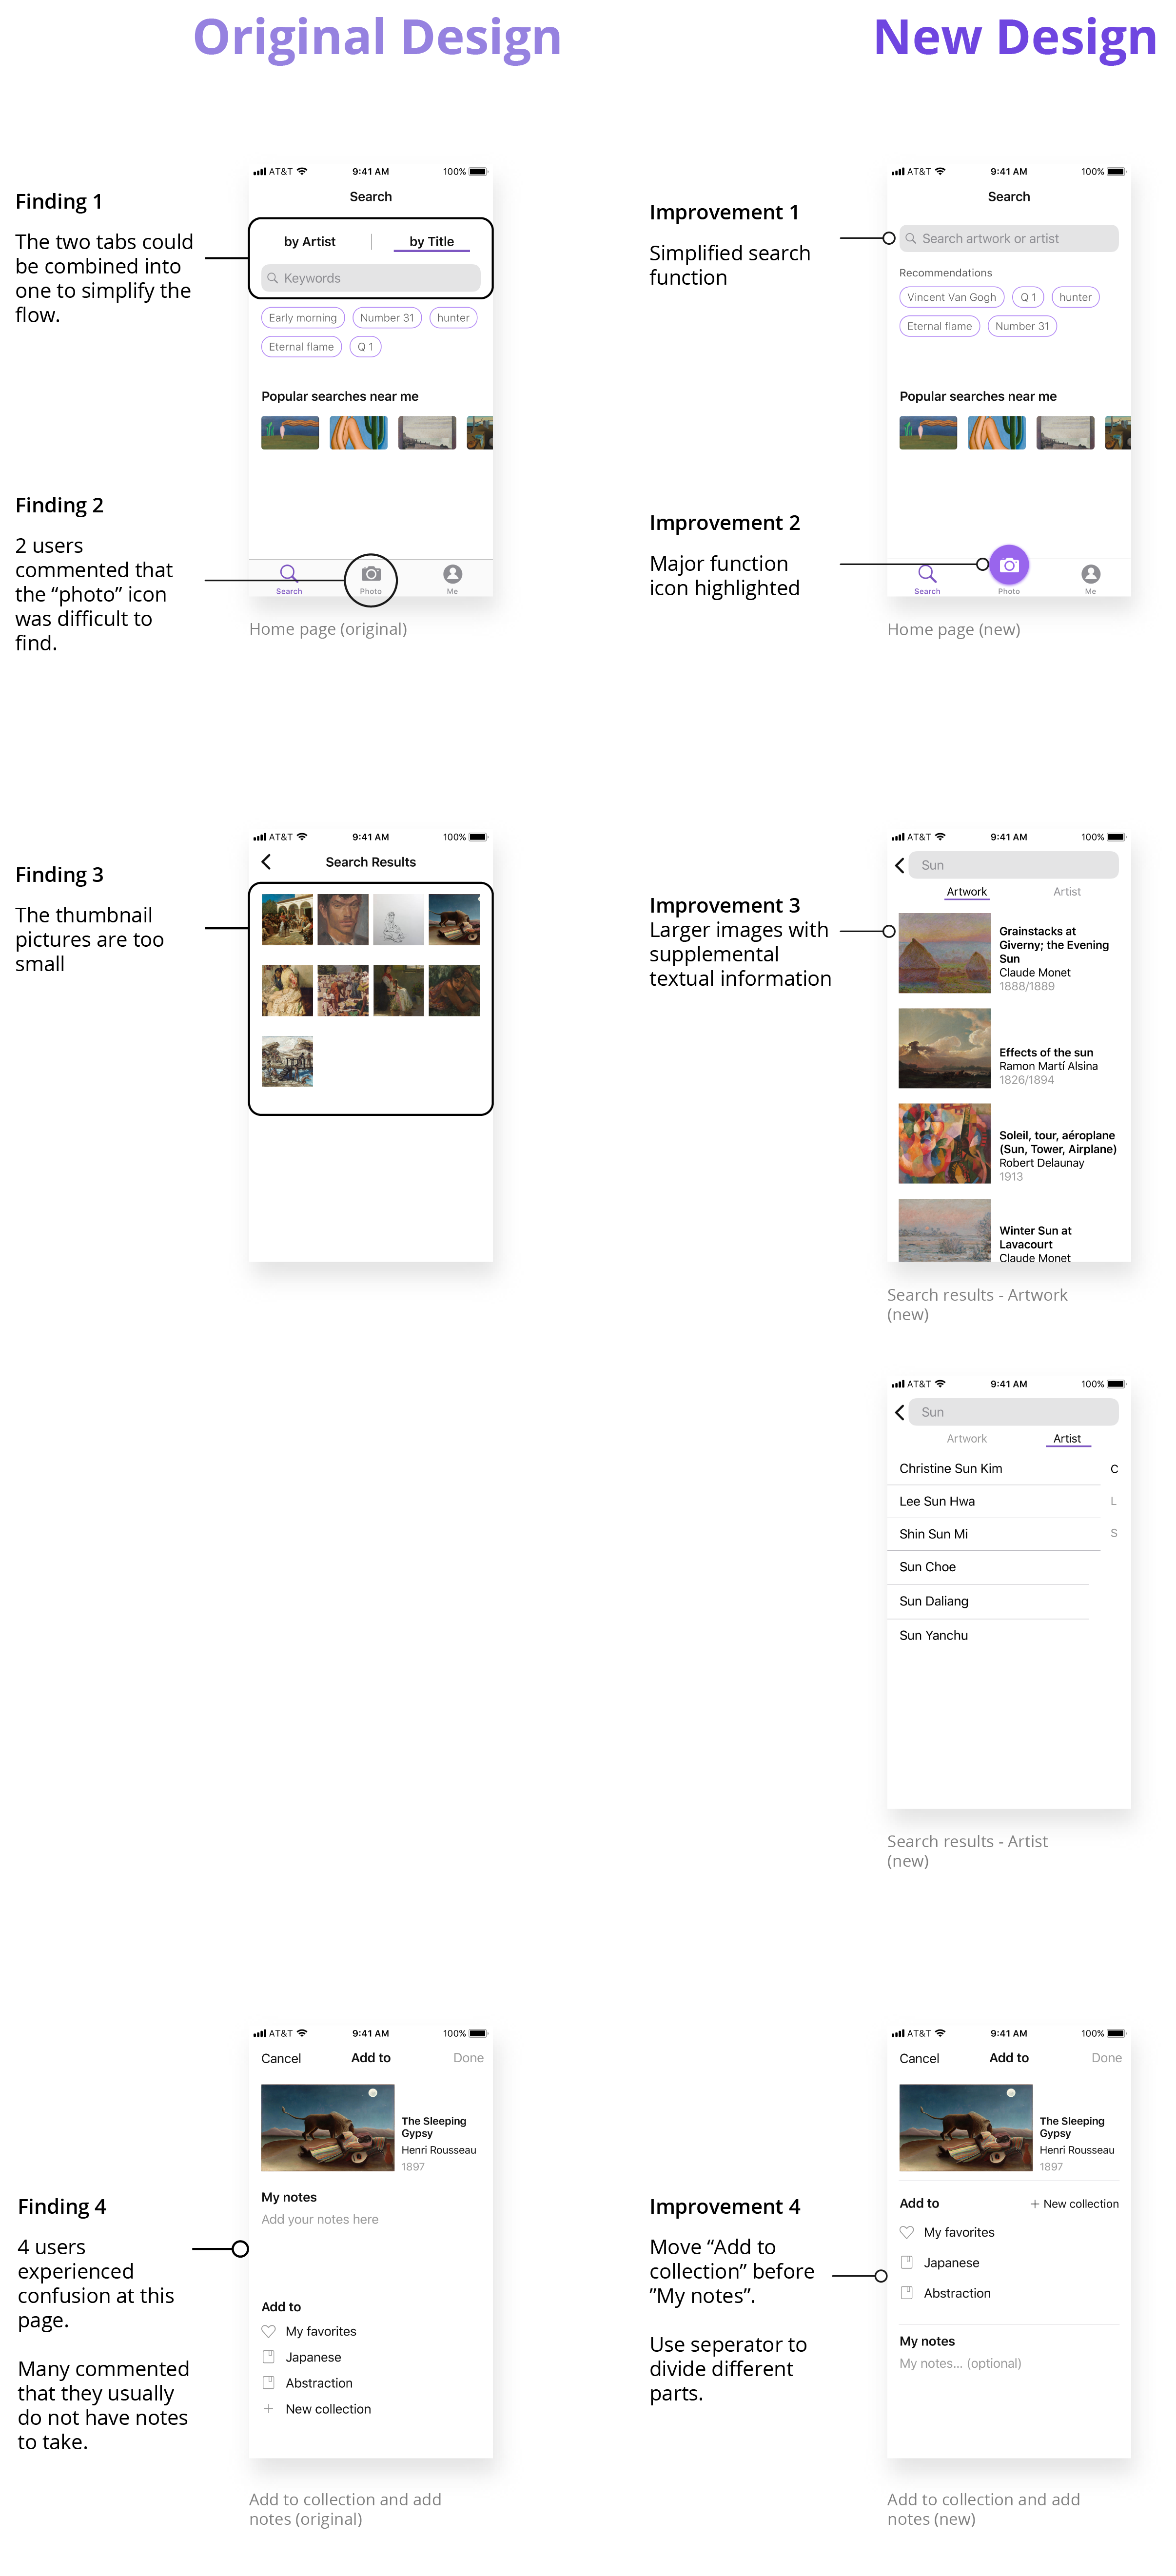 Original Design
New Design
Finding 1
The two tabs could
be combined into
one to simplify the
flow.
AT&T 9:41 AM 100%
Search
by Artist by Title
Keywords
Early morning Number 31 hunter
Eternal flame Q 1
Popular searches near me
Finding 2
2 users
commented that
the “photo” icon
was difficult to
find.
Search Photo Me
Home page (original)
Improvement 1
Simplified search
function
AT&T 9:41 AM 100%
Search
Search artwork or artist
Recommendations
Vincent Van Gogh Q 1 hunter
Eternal flame Number 31
Popular searches near me
Improvement 2
Major function
icon highlighted
Search Photo Me
Home page (new)
Finding 3
The thumbnail
pictures are too
small
AT&T 9:41 AM 100%
Search Results
Improvement 3
Larger images with
supplemental
textual information
AT&T 9:41 AM 100%
Sun
Artwork Artist
Grainstacks at
Giverny; the Evening
Sun
Claude Monet
1888/1889
Effects of the sun
Ramon Martí Alsina
1826/1894
Soleil, tour, aéroplane
(Sun, Tower, Airplane)
Robert Delaunay
1913
Winter Sun at
Lavacourt
Claude Monet
Search results - Artwork
(new)
AT&T 9:41 AM 100%
Sun
Artwork Artist
Christine Sun Kim C
Lee Sun Hwa L
Shin Sun Mi S
Sun Choe
Sun Daliang
Sun Yanchu
Search results - Artist
(new)
AT&T 9:41 AM 100%
Cancel Add to Done
The Sleeping
Gypsy
Henri Rousseau
1897
Finding 4
4 users
experienced
confusion at this
page.
Many commented
that they usually
do not have notes
to take.
My notes
Add your notes here
Add to
My favorites
Japanese
Abstraction
+ New collection
Add to collection and add
notes (original)
Improvement 4
Move “Add to
collection” before
”My notes”.
Use seperator to
divide different
parts.
AT&T 9:41 AM 100%
Cancel Add to Done
The Sleeping
Gypsy
Henri Rousseau
1897
Add to + New collection
My favorites
Japanese
Abstraction
My notes
My notes... (optional)
Add to collection and add
notes (new)